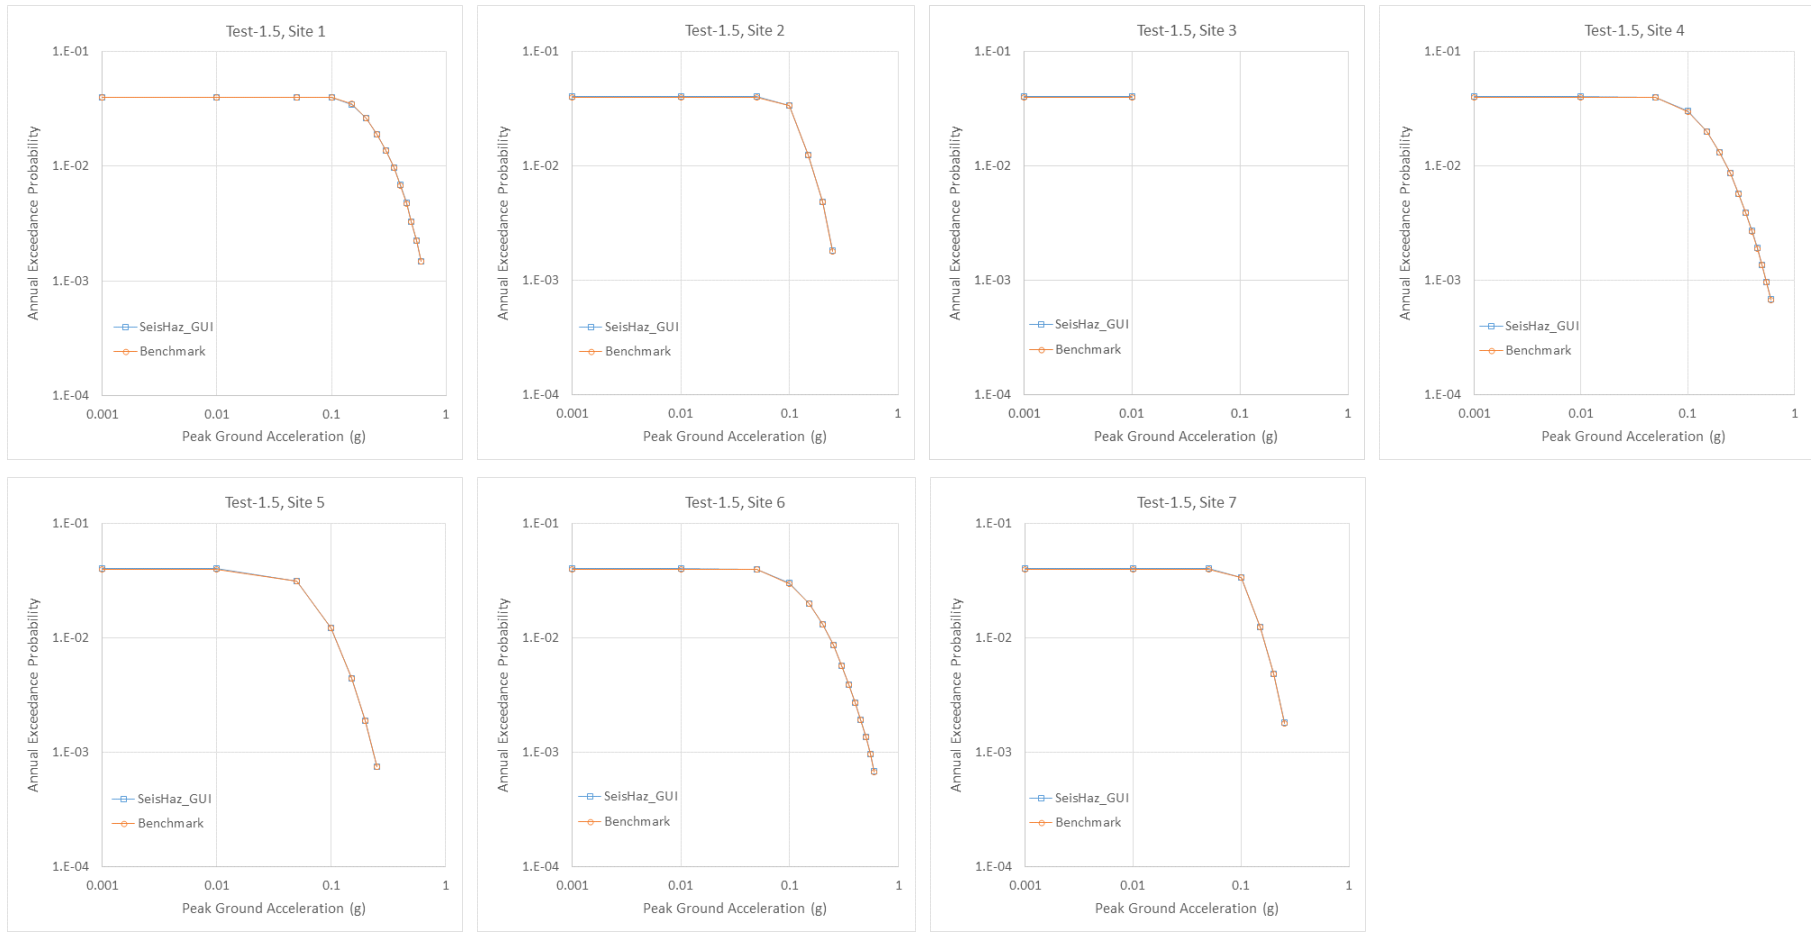 Test-1.5, Site 1
1.E-01
1.E-02
1.E-03
1.E-04
Annual Exceedance Probability
SeisHaz_GUI
Benchmark
0.001 0.01 0.1 1
Peak Ground Acceleration (g)
Test-1.5, Site 2
1.E-01
1.E-02
1.E-03
1.E-04
Annual Exceedance Probability
SeisHaz_GUI
Benchmark
0.001 0.01 0.1 1
Peak Ground Acceleration (g)
Test-1.5, Site 3
1.E-01
1.E-02
1.E-03
1.E-04
Annual Exceedance Probability
SeisHaz_GUI
Benchmark
0.001 0.01 0.1 1
Peak Ground Acceleration (g)
Test-1.5, Site 4
1.E-01
1.E-02
1.E-03
1.E-04
Annual Exceedance Probability
SeisHaz_GUI
Benchmark
0.001 0.01 0.1 1
Peak Ground Acceleration (g)
Test-1.5, Site 5
1.E-01
1.E-02
1.E-03
1.E-04
Annual Exceedance Probability
SeisHaz_GUI
Benchmark
0.001 0.01 0.1 1
Peak Ground Acceleration (g)
Test-1.5, Site 6
1.E-01
1.E-02
1.E-03
1.E-04
Annual Exceedance Probability
SeisHaz_GUI
Benchmark
0.001 0.01 0.1 1
Peak Ground Acceleration (g)
Test-1.5, Site 7
1.E-01
1.E-02
1.E-03
1.E-04
Annual Exceedance Probability
SeisHaz_GUI
Benchmark
0.001 0.01 0.1 1
Peak Ground Acceleration (g)